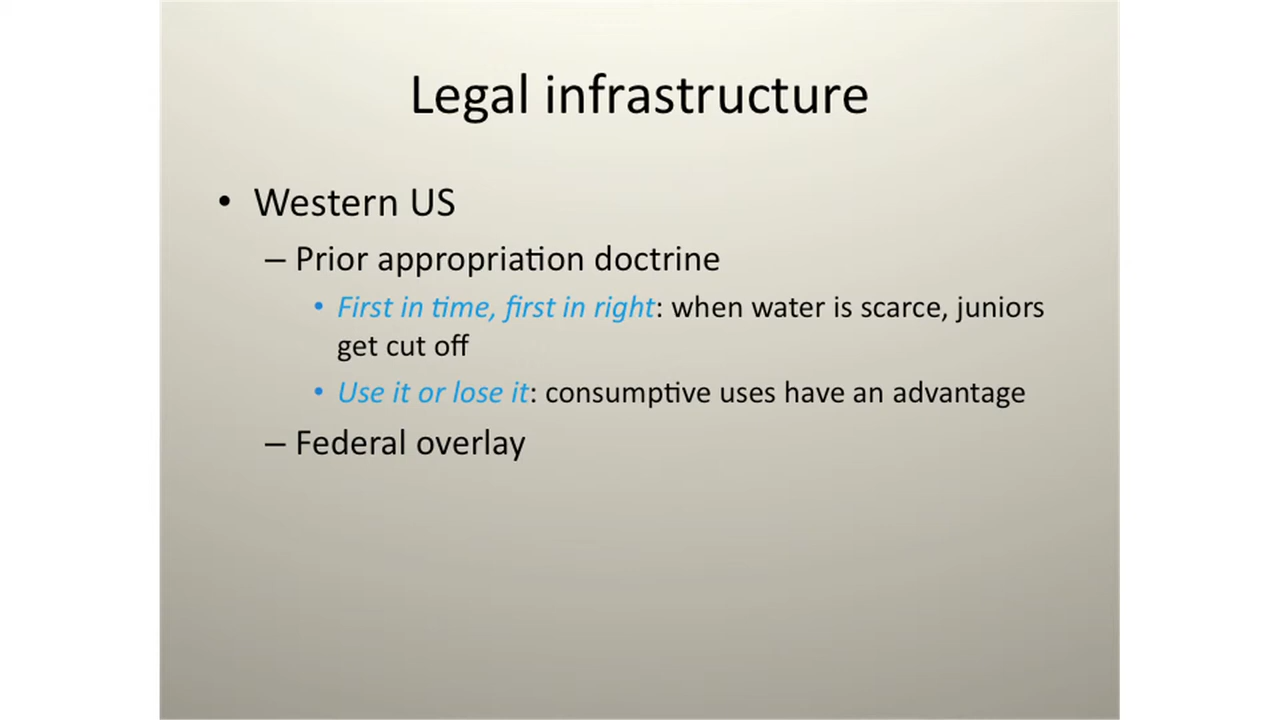 Legal infrastructure
• Western US
– Prior appropriation doctrine
• First in time, first in right: when water is scarce, juniors
get cut off
• Use it or lose it: consumptive uses have an advantage
– Federal overlay